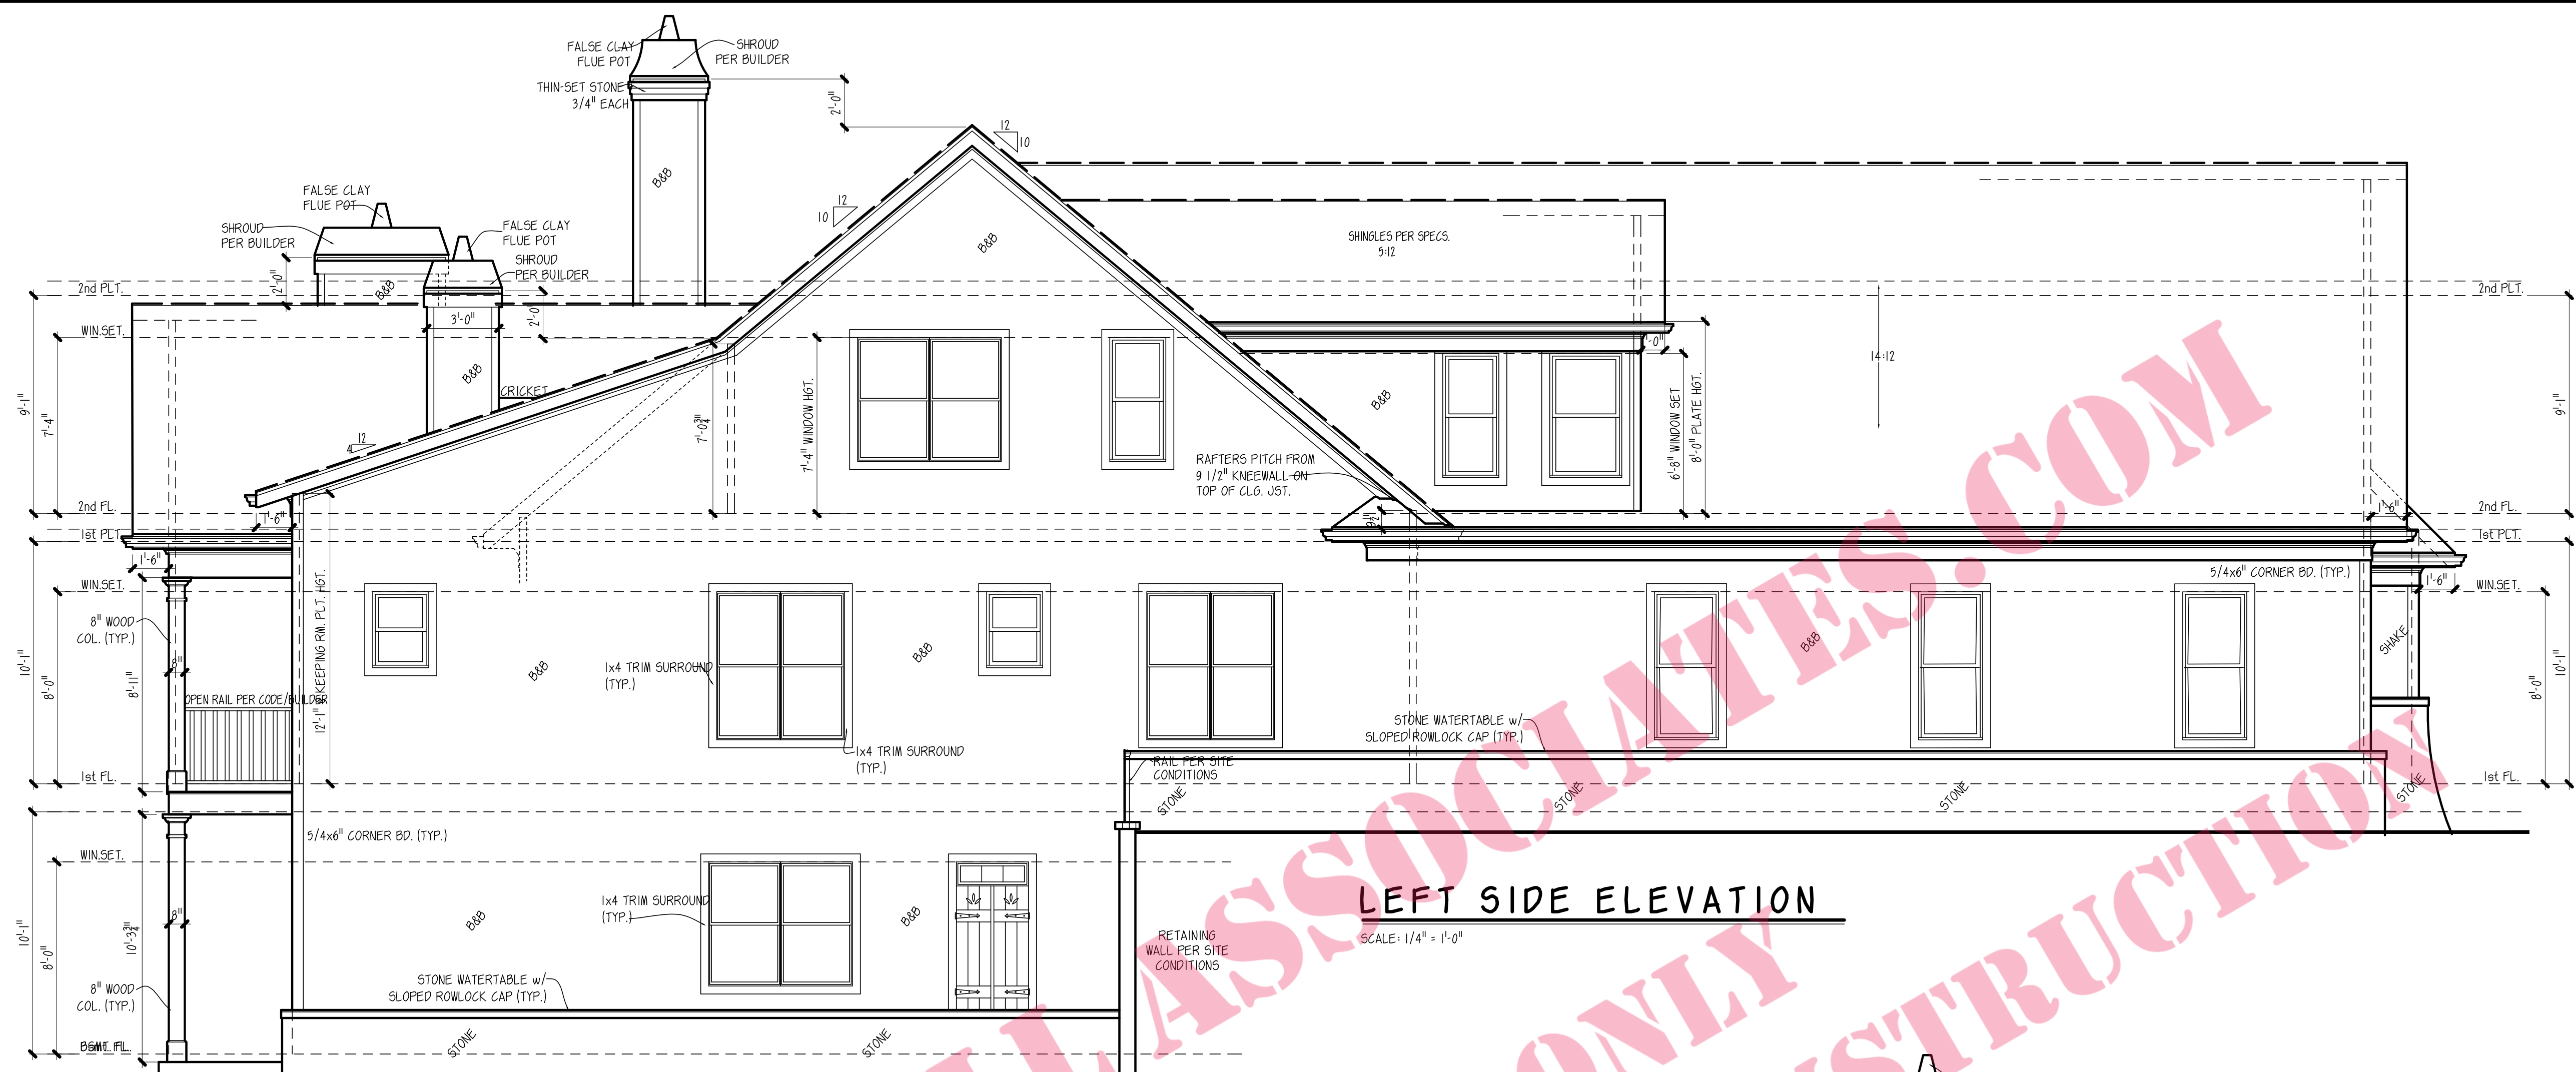 FALSE CLAY
FLUE POT
SHROUD
PER BUILDER
THIN-SET STONE
3/4" EACH
2'-0"
12
10
B&B
FALSE CLAY
FLUE POT
SHROUD
PER BUILDER
FALSE CLAY
FLUE POT
SHROUD
PER BUILDER
12
10
B&B
SHINGLES PER SPECS.
5:12
2'-0"
B&B
2nd PLT.
2nd PLT.
3'-0"
2'-0"
WIN.SET.
14:12
B&B
CRICKET
9'-1"
7'-4"
12
4
7'-0 3/4"
7'-4" WINDOW HGT.
B&B
6'-8" WINDOW SET
8'-0" PLATE HGT.
9'-1"
RAFTERS PITCH FROM
9 1/2" KNEEWALL ON
TOP OF CLG. JST.
2nd FL.
1'-6"
9 1/2"
1'-6"
2nd FL.
1st PLT.
1st PLT.
1'-6"
5/4x6" CORNER BD. (TYP.)
1'-6"
WIN.SET.
WIN.SET.
8" WOOD
COL. (TYP.)
8"
12'-1" KEEPING RM. PLT. HGT.
10'-1"
8'-0"
8'-11"
B&B
1x4 TRIM SURROUND
(TYP.)
B&B
B&B
SHAKE
8'-0"
10'-1"
OPEN RAIL PER CODE/BUILDER
STONE WATERTABLE w/
SLOPED ROWLOCK CAP (TYP.)
1x4 TRIM SURROUND
(TYP.)
RAIL PER SITE
CONDITIONS
1st FL.
STONE
STONE
STONE
STONE
1st FL.
5/4x6" CORNER BD. (TYP.)
WIN.SET.
8"
10'-1"
8'-0"
10'-3 3/4"
B&B
1x4 TRIM SURROUND
(TYP.)
B&B
RETAINING
WALL PER SITE
CONDITIONS
LEFT SIDE ELEVATION
SCALE: 1/4" = 1'-0"
8" WOOD
COL. (TYP.)
STONE WATERTABLE w/
SLOPED ROWLOCK CAP (TYP.)
BSMT. FL.
STONE
STONE
ASSOCIATES.COM
ONLY